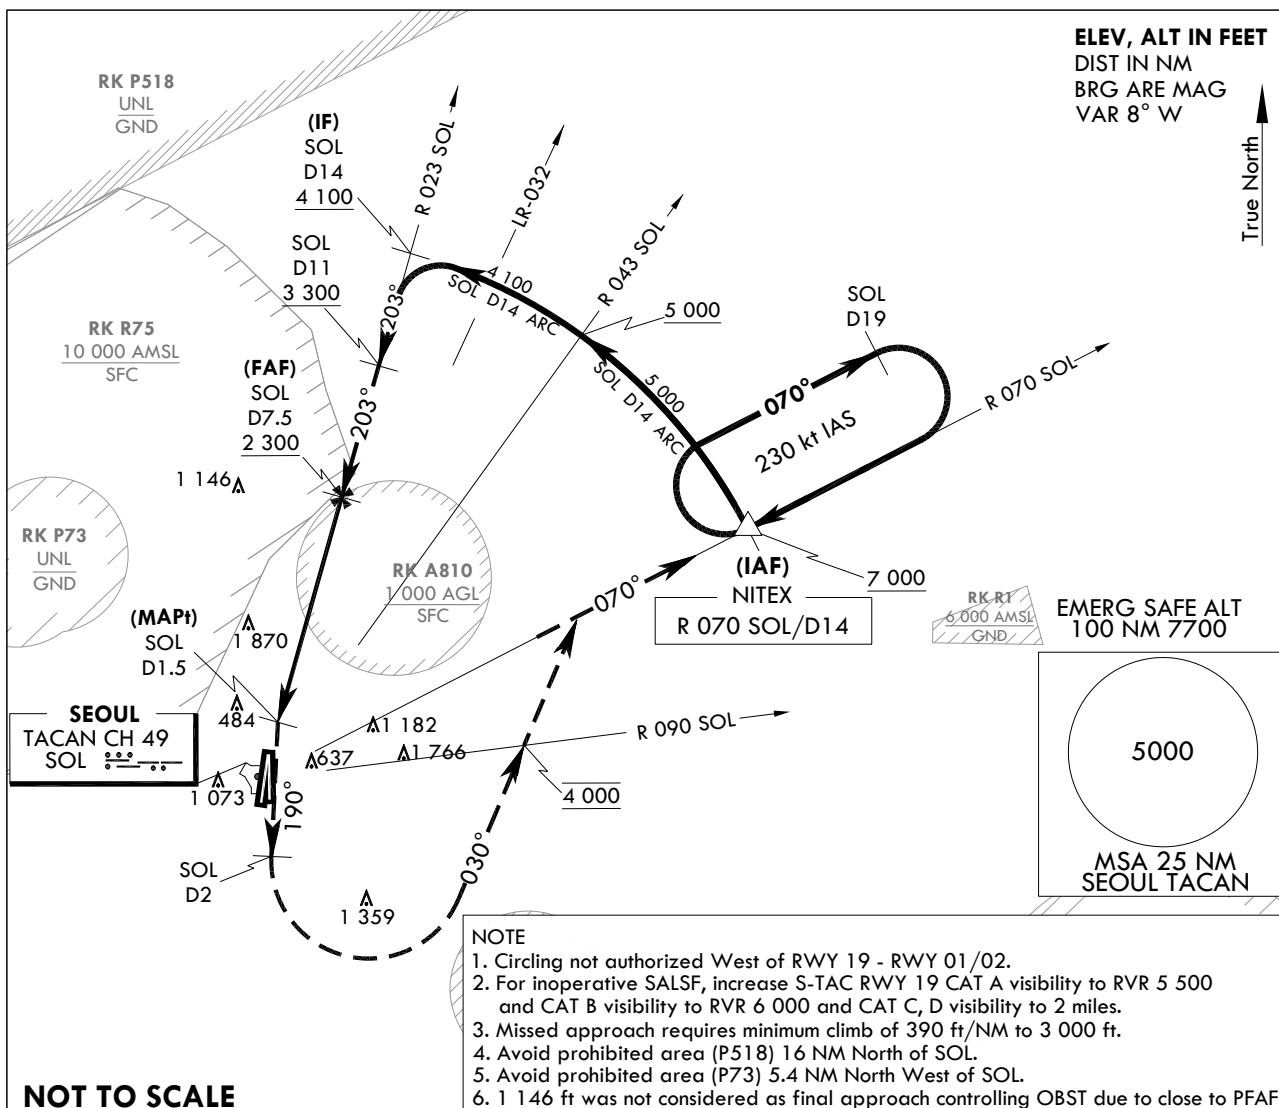 ELEV, ALT IN FEET
DIST IN NM
BRG ARE MAG
VAR 8° W
True North
RK P518
UNL
GND
(IF)
SOL
D14
4 100
R 023 SOL
LR-032
R 043 SOL
SOL
D11
3 300
203°
4 100
SOL D14 ARC
5 000
SOL
D19
RK R75
10 000 AMSL
SFC
(FAF)
SOL
D7.5
2 300
203°
5 000
SOL D14 ARC
070°
230 kt IAS
R 070 SOL
1 146
RK P73
UNL
GND
RK A810
1 000 AGL
SFC
070°
(IAF)
NITEX
R 070 SOL/D14
7 000
RK R1
6 000 AMSL
GND
EMERG SAFE ALT
100 NM 7700
(MAPt)
SOL
D1.5
1 870
484
SEOUL
TACAN CH 49
SOL
1 182
637
1 766
R 090 SOL
5000
1 073
190°
4 000
SOL
D2
030°
1 359
MSA 25 NM
SEOUL TACAN
NOTE
1. Circling not authorized West of RWY 19 - RWY 01/02.
2. For inoperative SALSF, increase S-TAC RWY 19 CAT A visibility to RVR 5 500
and CAT B visibility to RVR 6 000 and CAT C, D visibility to 2 miles.
3. Missed approach requires minimum climb of 390 ft/NM to 3 000 ft.
4. Avoid prohibited area (P518) 16 NM North of SOL.
5. Avoid prohibited area (P73) 5.4 NM North West of SOL.
6. 1 146 ft was not considered as final approach controlling OBST due to close to PFAF
NOT TO SCALE